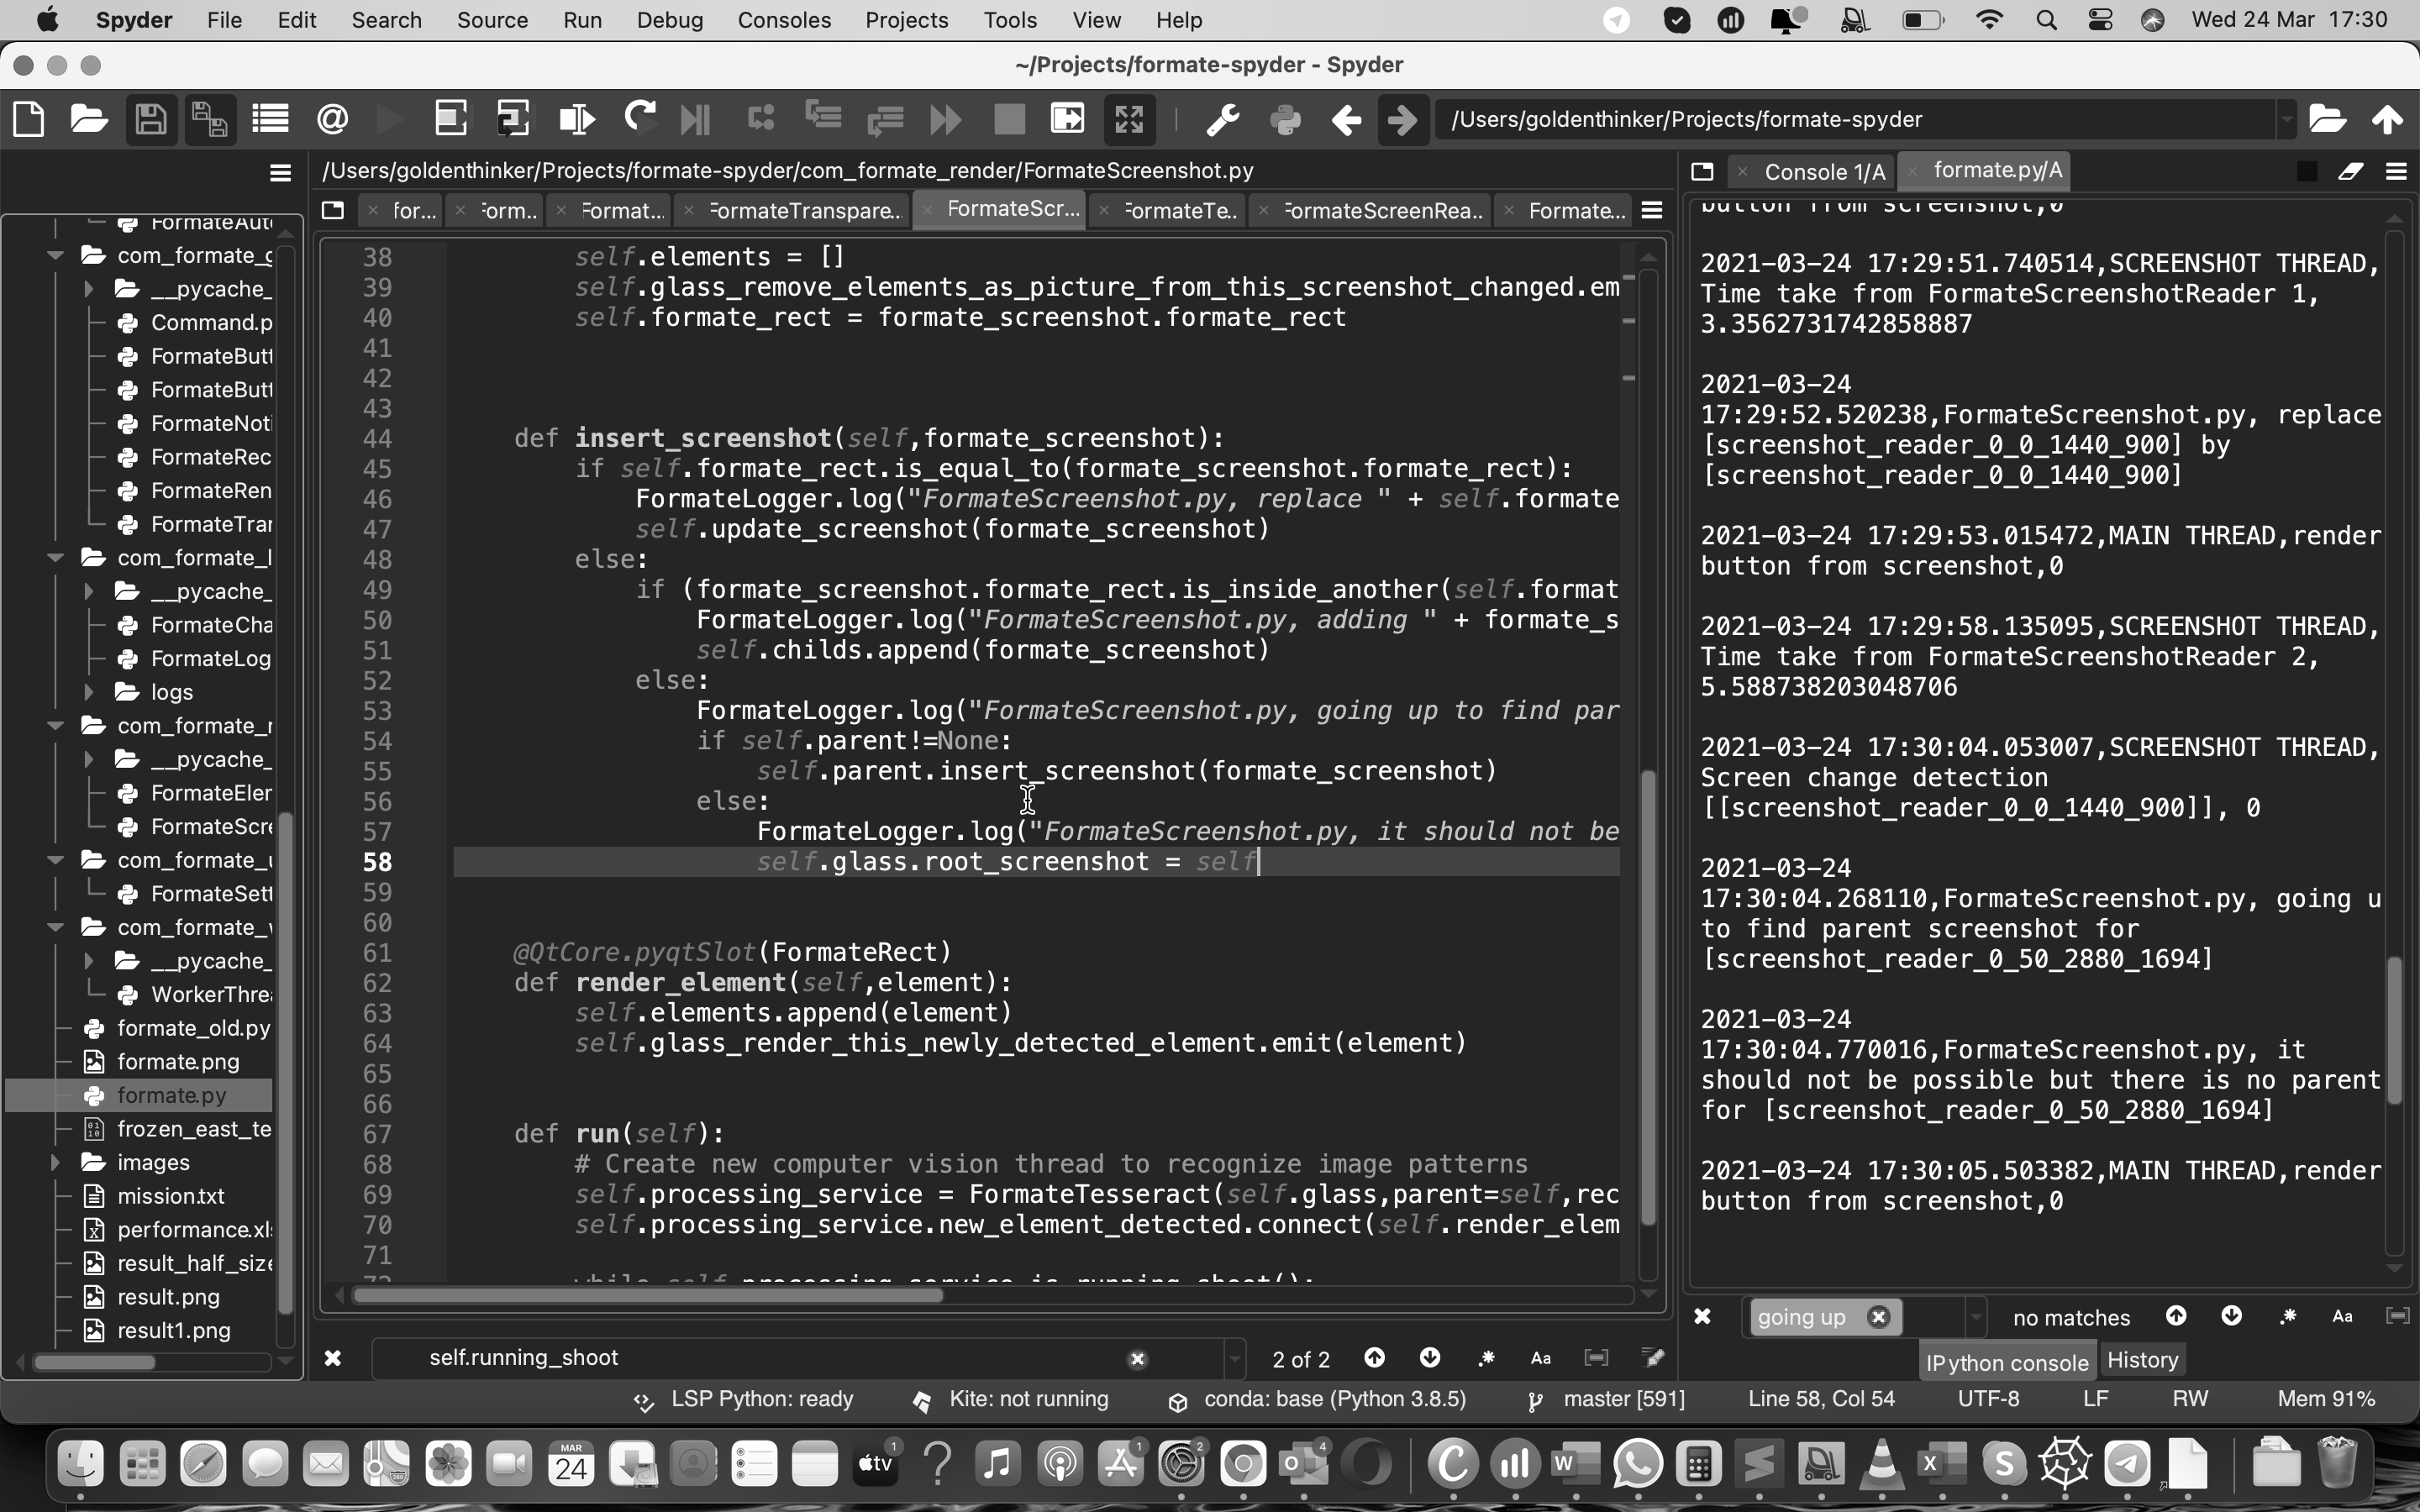 Spyder File Edit Search Source Run Debug Consoles Projects Tools View Help Wed 24 Mar 17:30
~/Projects/formate-spyder - Spyder
/Users/goldenthinker/Projects/formate-spyder
/Users/goldenthinker/Projects/formate-spyder/com_formate_render/FormateScreenshot.py
for... Form.. Format... FormateTranspare.. FormateScr... FormateTe.. FormateScreenRea.. Formate...
Console 1/A formate.py/A
FormateAut
com_formate_g
__pycache_
Command.p
FormateButt
FormateButt
FormateNoti
FormateRec
FormateRen
FormateTrar
com_formate_l
__pycache_
FormateCha
FormateLog
logs
com_formate_r
__pycache_
FormateEler
FormateScre
com_formate_u
FormateSett
com_formate_w
__pycache_
WorkerThrea
formate_old.py
formate.png
formate.py
frozen_east_te
images
mission.txt
performance.xls
result_half_size
result.png
result1.png
38 self.elements = []
39 self.glass_remove_elements_as_picture_from_this_screenshot_changed.em
40 self.formate_rect = formate_screenshot.formate_rect
41
42
43
44 def insert_screenshot(self,formate_screenshot):
45 if self.formate_rect.is_equal_to(formate_screenshot.formate_rect):
46 FormateLogger.log("FormateScreenshot.py, replace " + self.formate
47 self.update_screenshot(formate_screenshot)
48 else:
49 if (formate_screenshot.formate_rect.is_inside_another(self.format
50 FormateLogger.log("FormateScreenshot.py, adding " + formate_s
51 self.childs.append(formate_screenshot)
52 else:
53 FormateLogger.log("FormateScreenshot.py, going up to find par
54 if self.parent!=None:
55 self.parent.insert_screenshot(formate_screenshot)
56 else:
57 FormateLogger.log("FormateScreenshot.py, it should not be
58 self.glass.root_screenshot = self
59
60
61 @QtCore.pyqtSlot(FormateRect)
62 def render_element(self,element):
63 self.elements.append(element)
64 self.glass_render_this_newly_detected_element.emit(element)
65
66
67 def run(self):
68 # Create new computer vision thread to recognize image patterns
69 self.processing_service = FormateTesseract(self.glass,parent=self,rec
70 self.processing_service.new_element_detected.connect(self.render_elem
71
72 while self.processing_service.is_running_shoot():
button from screenshot,0
2021-03-24 17:29:51.740514,SCREENSHOT THREAD,
Time take from FormateScreenshotReader 1,
3.3562731742858887
2021-03-24
17:29:52.520238,FormateScreenshot.py, replace
[screenshot_reader_0_0_1440_900] by
[screenshot_reader_0_0_1440_900]
2021-03-24 17:29:53.015472,MAIN THREAD,render
button from screenshot,0
2021-03-24 17:29:58.135095,SCREENSHOT THREAD,
Time take from FormateScreenshotReader 2,
5.588738203048706
2021-03-24 17:30:04.053007,SCREENSHOT THREAD,
Screen change detection
[[screenshot_reader_0_0_1440_900]], 0
2021-03-24
17:30:04.268110,FormateScreenshot.py, going u
to find parent screenshot for
[screenshot_reader_0_50_2880_1694]
2021-03-24
17:30:04.770016,FormateScreenshot.py, it
should not be possible but there is no parent
for [screenshot_reader_0_50_2880_1694]
2021-03-24 17:30:05.503382,MAIN THREAD,render
button from screenshot,0
going up no matches Aa
self.running_shoot 2 of 2 Aa
IPython console History
LSP Python: ready Kite: not running conda: base (Python 3.8.5) master [591] Line 58, Col 54 UTF-8 LF RW Mem 91%
MAR
24
tv 1 1 2 4